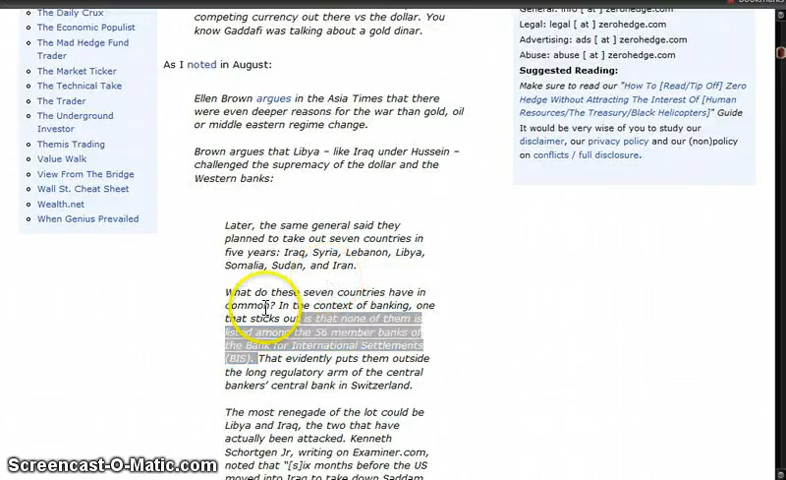 The Daily Crux
The Economic Populist
The Mad Hedge Fund
Trader
The Market Ticker
The Technical Take
The Trader
The Underground
Investor
Themis Trading
Value Walk
View From The Bridge
Wall St. Cheat Sheet
Wealth.net
When Genius Prevailed
competing currency out there vs the dollar. You
know Gaddafi was talking about a gold dinar.
As I noted in August:
Ellen Brown argues in the Asia Times that there
were even deeper reasons for the war than gold, oil
or middle eastern regime change.
Brown argues that Libya – like Iraq under Hussein –
challenged the supremacy of the dollar and the
Western banks:
Later, the same general said they
planned to take out seven countries in
five years: Iraq, Syria, Lebanon, Libya,
Somalia, Sudan, and Iran.
What do these seven countries have in
common? In the context of banking, one
that sticks out is that none of them is
listed among the 56 member banks of
the Bank for International Settlements
(BIS). That evidently puts them outside
the long regulatory arm of the central
bankers' central bank in Switzerland.
The most renegade of the lot could be
Libya and Iraq, the two that have
actually been attacked. Kenneth
Schortgen Jr, writing on Examiner.com,
noted that "[s]ix months before the US
moved into Iraq to take down Saddam
General: info [ at ] zerohedge.com
Legal: legal [ at ] zerohedge.com
Advertising: ads [ at ] zerohedge.com
Abuse: abuse [ at ] zerohedge.com
Suggested Reading:
Make sure to read our "How To [Read/Tip Off] Zero
Hedge Without Attracting The Interest Of [Human
Resources/The Treasury/Black Helicopters]" Guide
It would be very wise of you to study our
disclaimer, our privacy policy and our (non)policy
on conflicts / full disclosure.
Screencast-O-Matic.com